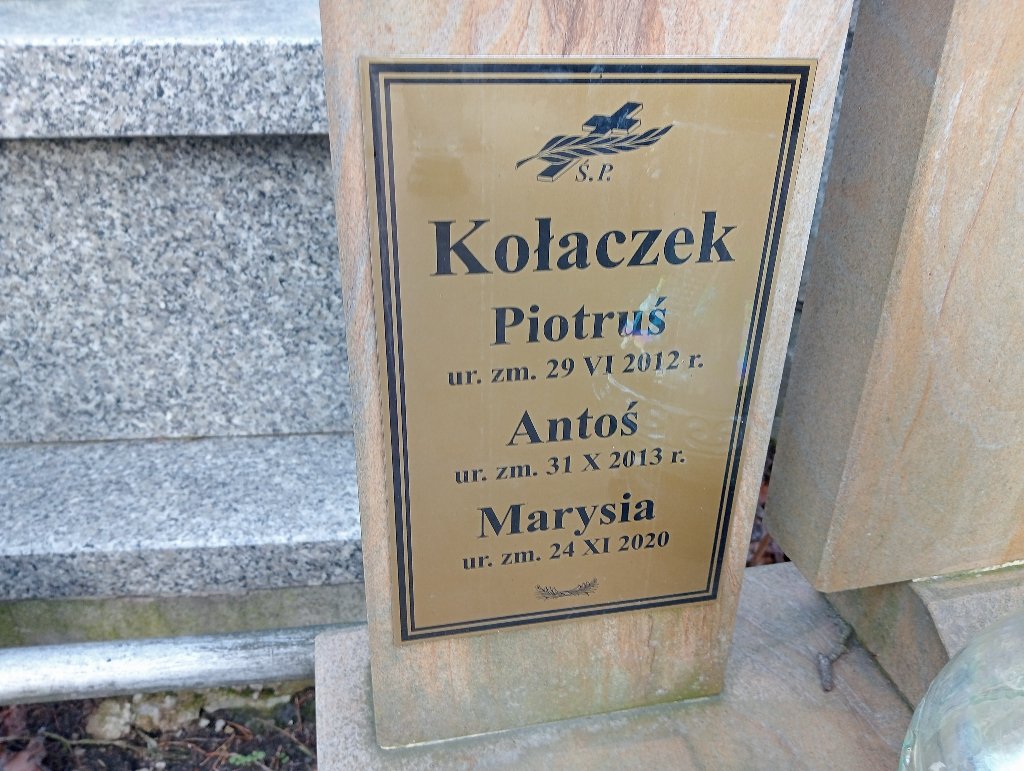 Ś.P.
Kołaczek
Piotruś
ur. zm. 29 VI 2012 r.
Antoś
ur. zm. 31 X 2013 r.
Marysia
ur. zm. 24 XI 2020